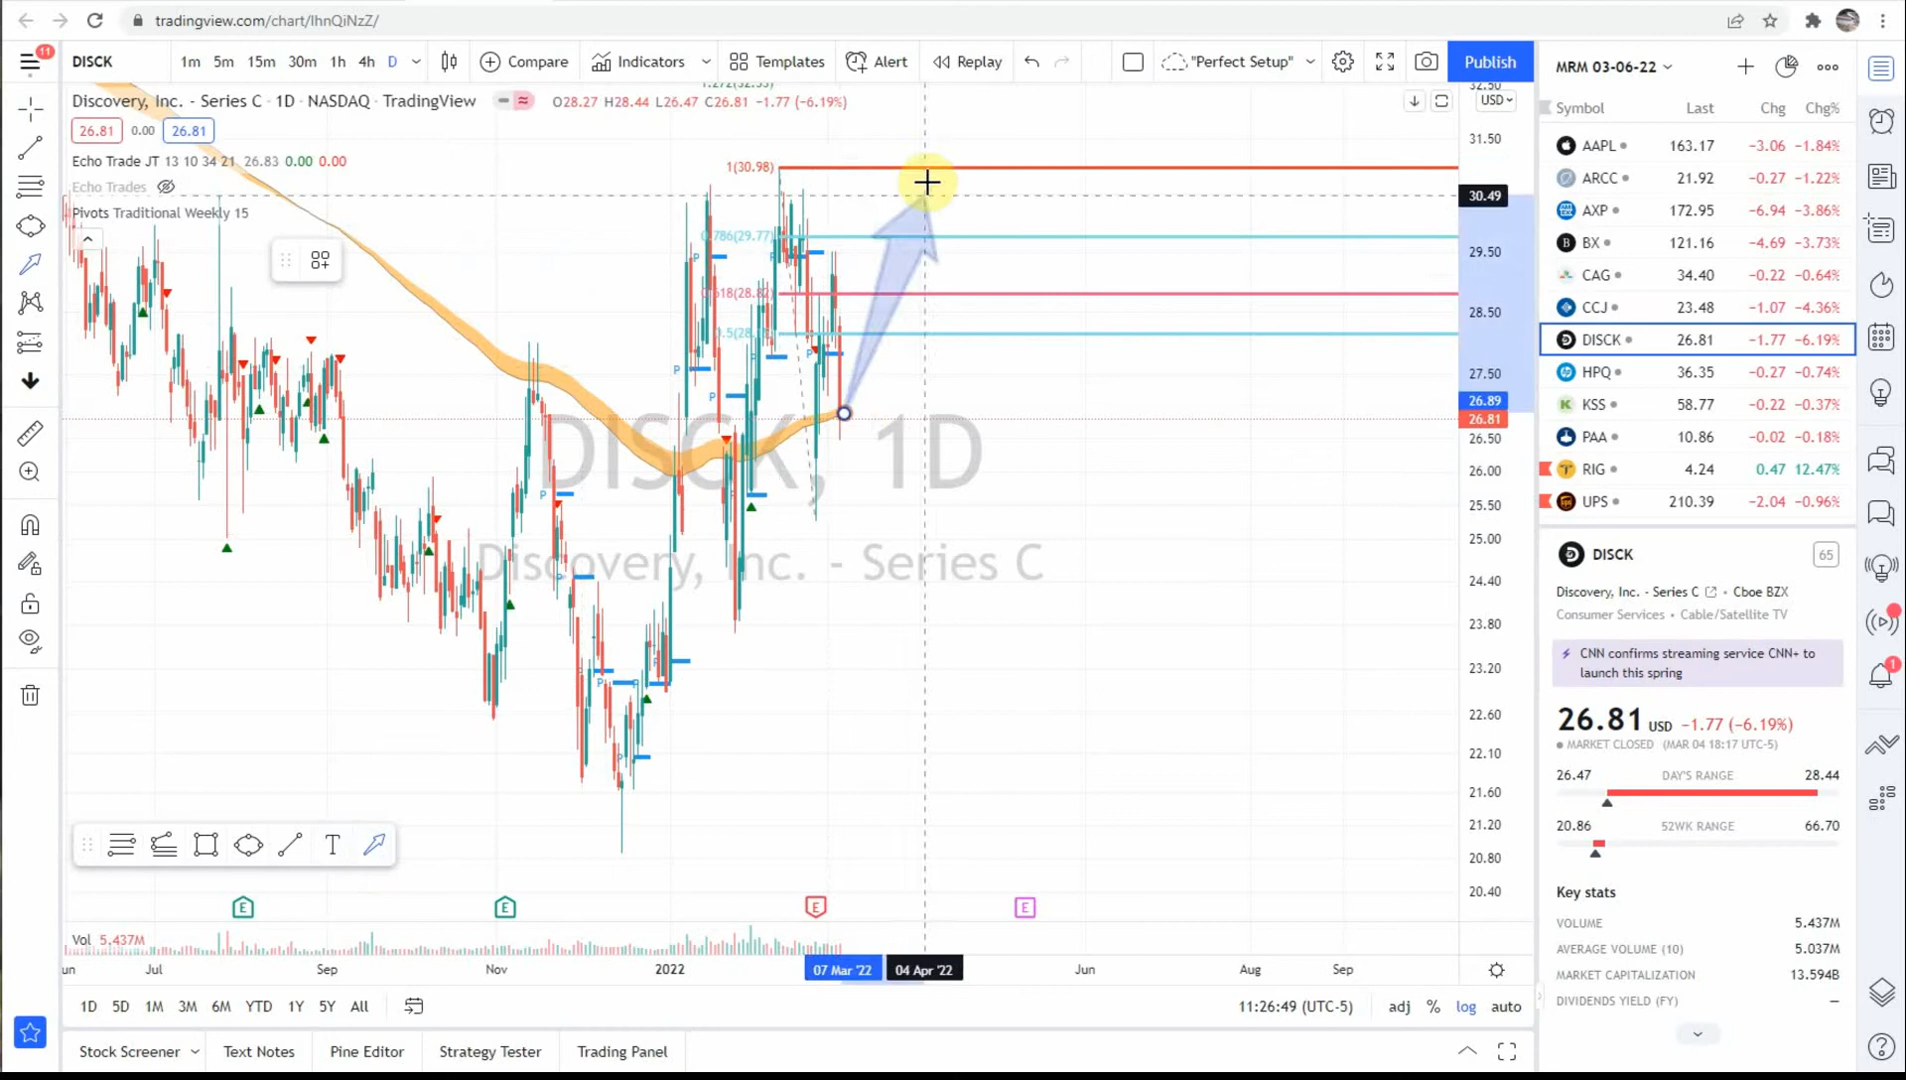 tradingview.com/chart/IhnQiNzZ/
11
DISCK
1m 5m 15m 30m 1h 4h D
Compare
Indicators
Templates
Alert
Replay
"Perfect Setup"
Publish
Discovery, Inc. - Series C · 1D · NASDAQ · TradingView
O28.27 H28.44 L26.47 C26.81 −1.77 (−6.19%)
26.81 0.00 26.81
Echo Trade JT 13 10 34 21 26.83 0.00 0.00
Echo Trades
Pivots Traditional Weekly 15
1(30.98)
0.786(29.77)
DISCK, 1D
Discovery, Inc. - Series C
USD
32.50
31.50
30.49
29.50
28.50
27.50
26.89
26.81
26.50
26.00
25.50
25.00
24.40
23.80
23.20
22.60
22.10
21.60
21.20
20.80
20.40
T
E E E E
Vol 5.437M
Jul Sep Nov 2022 07 Mar '22 04 Apr '22 Jun Aug Sep
1D 5D 1M 3M 6M YTD 1Y 5Y All
11:26:49 (UTC-5) adj % log auto
Stock Screener Text Notes Pine Editor Strategy Tester Trading Panel
MRM 03-06-22
Symbol Last Chg Chg%
AAPL 163.17 −3.06 −1.84%
ARCC 21.92 −0.27 −1.22%
AXP 172.95 −6.94 −3.86%
BX 121.16 −4.69 −3.73%
CAG 34.40 −0.22 −0.64%
CCJ 23.48 −1.07 −4.36%
DISCK 26.81 −1.77 −6.19%
HPQ 36.35 −0.27 −0.74%
KSS 58.77 −0.22 −0.37%
PAA 10.86 −0.02 −0.18%
RIG 4.24 0.47 12.47%
UPS 210.39 −2.04 −0.96%
DISCK
65
Discovery, Inc. - Series C · Cboe BZX
Consumer Services · Cable/Satellite TV
CNN confirms streaming service CNN+ to
launch this spring
26.81 USD −1.77 (−6.19%)
MARKET CLOSED (MAR 04 18:17 UTC-5)
26.47 DAY'S RANGE 28.44
20.86 52WK RANGE 66.70
Key stats
VOLUME 5.437M
AVERAGE VOLUME (10) 5.037M
MARKET CAPITALIZATION 13.594B
DIVIDENDS YIELD (FY) —
1